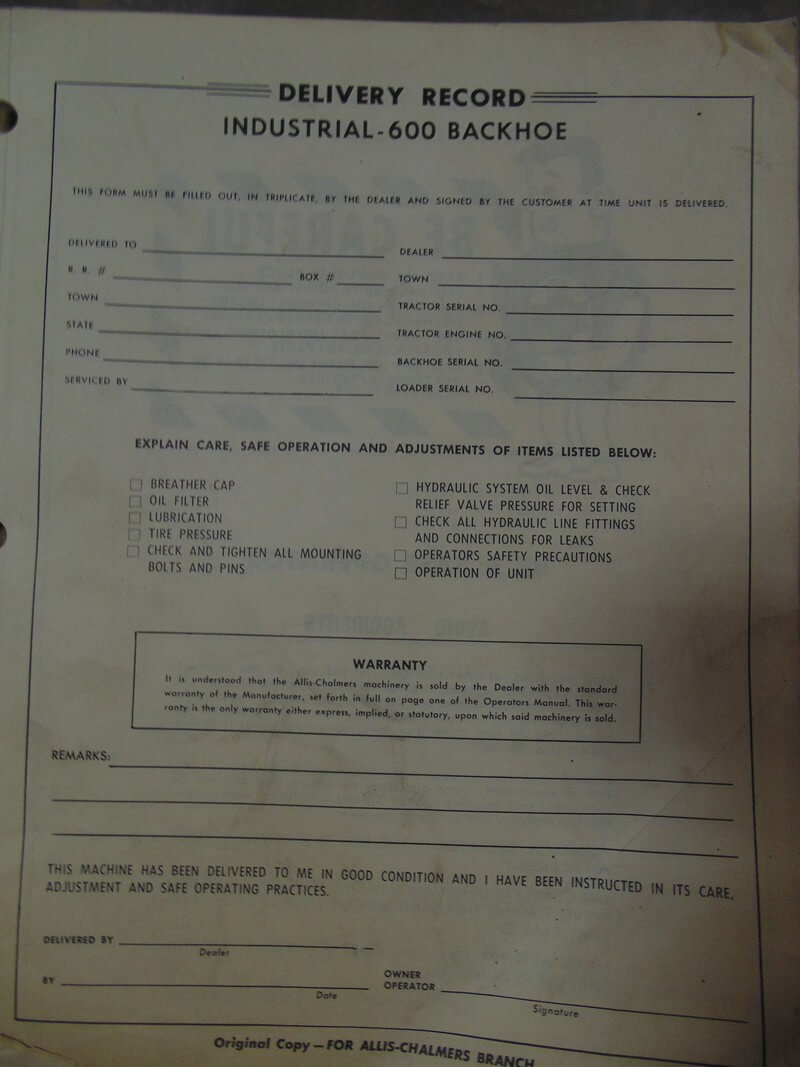 DELIVERY RECORD
INDUSTRIAL-600 BACKHOE
THIS FORM MUST BE FILLED OUT, IN TRIPLICATE, BY THE DEALER AND SIGNED BY THE CUSTOMER AT TIME UNIT IS DELIVERED.
DELIVERED TO
R. R. # BOX #
TOWN
STATE
PHONE
SERVICED BY
DEALER
TOWN
TRACTOR SERIAL NO.
TRACTOR ENGINE NO.
BACKHOE SERIAL NO.
LOADER SERIAL NO.
EXPLAIN CARE, SAFE OPERATION AND ADJUSTMENTS OF ITEMS LISTED BELOW:
BREATHER CAP
OIL FILTER
LUBRICATION
TIRE PRESSURE
CHECK AND TIGHTEN ALL MOUNTING
BOLTS AND PINS
HYDRAULIC SYSTEM OIL LEVEL & CHECK
RELIEF VALVE PRESSURE FOR SETTING
CHECK ALL HYDRAULIC LINE FITTINGS
AND CONNECTIONS FOR LEAKS
OPERATORS SAFETY PRECAUTIONS
OPERATION OF UNIT
WARRANTY
It is understood that the Allis-Chalmers machinery is sold by the Dealer with the standard
warranty of the Manufacturer, set forth in full on page one of the Operators Manual. This war-
ranty is the only warranty either express, implied, or statutory, upon which said machinery is sold.
REMARKS:
THIS MACHINE HAS BEEN DELIVERED TO ME IN GOOD CONDITION AND I HAVE BEEN INSTRUCTED IN ITS CARE,
ADJUSTMENT AND SAFE OPERATING PRACTICES.
DELIVERED BY
Dealer
BY
Date
OWNER
OPERATOR
Signature
Original Copy — FOR ALLIS-CHALMERS BRANCH